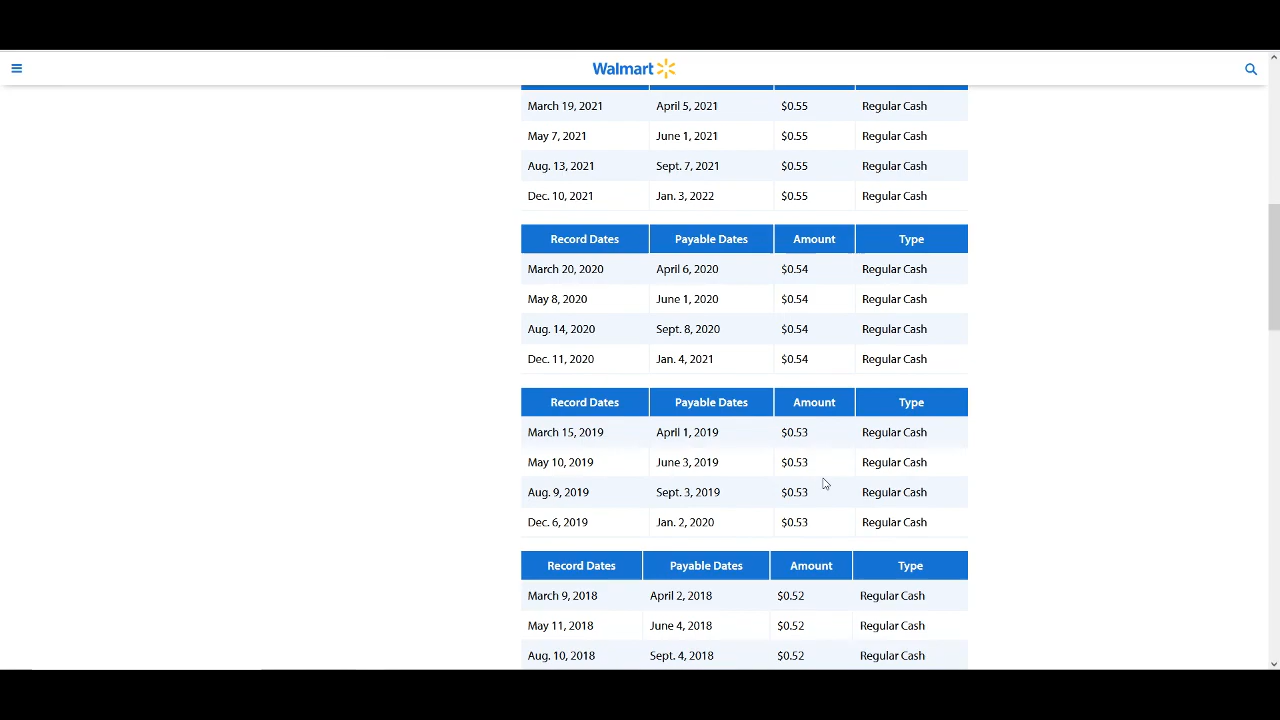 Walmart
March 19, 2021 April 5, 2021 $0.55 Regular Cash
May 7, 2021 June 1, 2021 $0.55 Regular Cash
Aug. 13, 2021 Sept. 7, 2021 $0.55 Regular Cash
Dec. 10, 2021 Jan. 3, 2022 $0.55 Regular Cash
Record Dates Payable Dates Amount Type
March 20, 2020 April 6, 2020 $0.54 Regular Cash
May 8, 2020 June 1, 2020 $0.54 Regular Cash
Aug. 14, 2020 Sept. 8, 2020 $0.54 Regular Cash
Dec. 11, 2020 Jan. 4, 2021 $0.54 Regular Cash
Record Dates Payable Dates Amount Type
March 15, 2019 April 1, 2019 $0.53 Regular Cash
May 10, 2019 June 3, 2019 $0.53 Regular Cash
Aug. 9, 2019 Sept. 3, 2019 $0.53 Regular Cash
Dec. 6, 2019 Jan. 2, 2020 $0.53 Regular Cash
Record Dates Payable Dates Amount Type
March 9, 2018 April 2, 2018 $0.52 Regular Cash
May 11, 2018 June 4, 2018 $0.52 Regular Cash
Aug. 10, 2018 Sept. 4, 2018 $0.52 Regular Cash